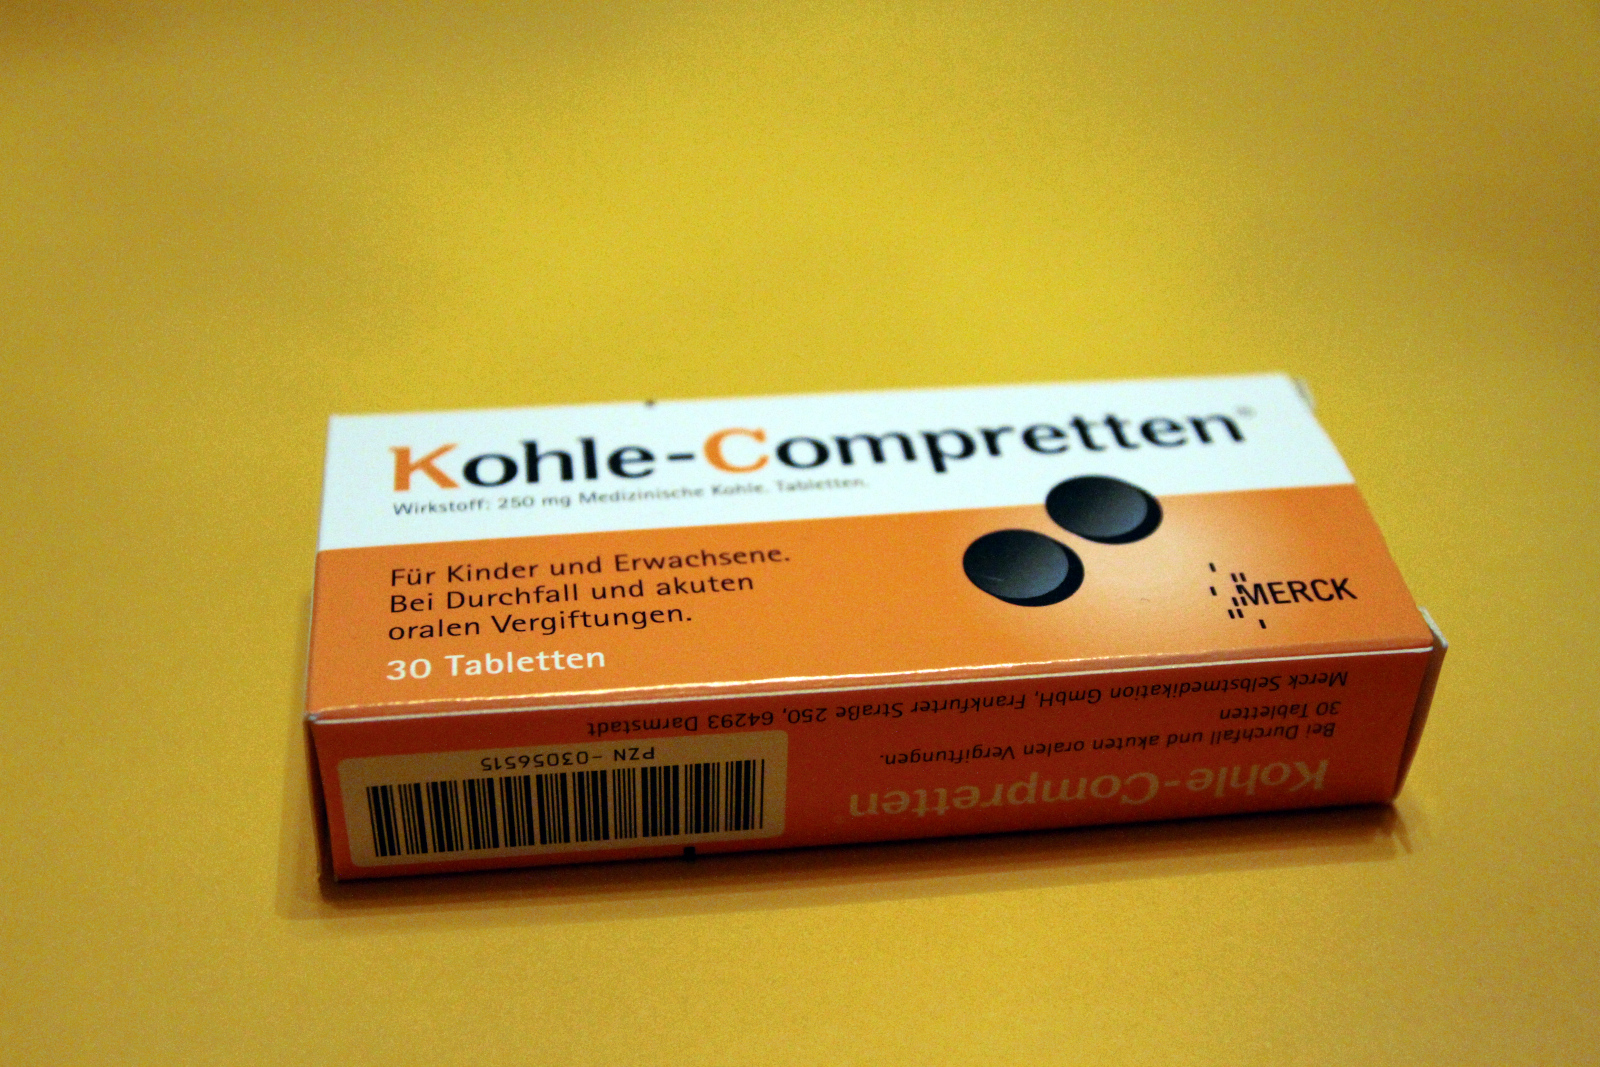 Kohle-Compretten®
Wirkstoff: 250 mg Medizinische Kohle. Tabletten.
Für Kinder und Erwachsene.
Bei Durchfall und akuten
oralen Vergiftungen.
30 Tabletten
MERCK
Kohle-Compretten®
Bei Durchfall und akuten oralen Vergiftungen.
30 Tabletten
Merck Selbstmedikation GmbH, Frankfurter Straße 250, 64293 Darmstadt
PZN -03056515